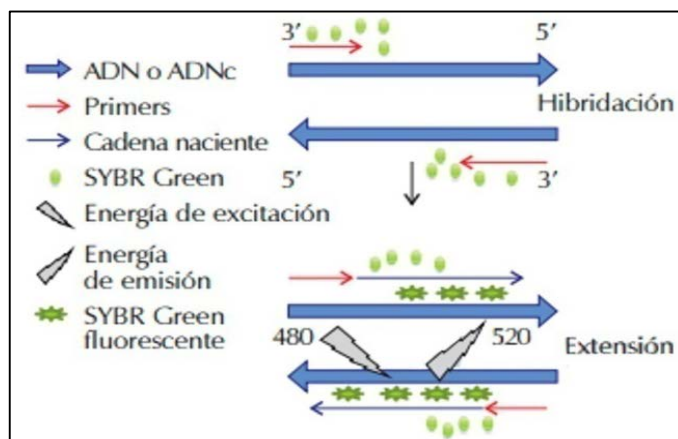 3′ 5′
ADN o ADNc
Primers
Hibridación
Cadena naciente
SYBR Green
5′ 3′
Energía de excitación
Energía
de emisión
SYBR Green
fluorescente
480 520
Extensión